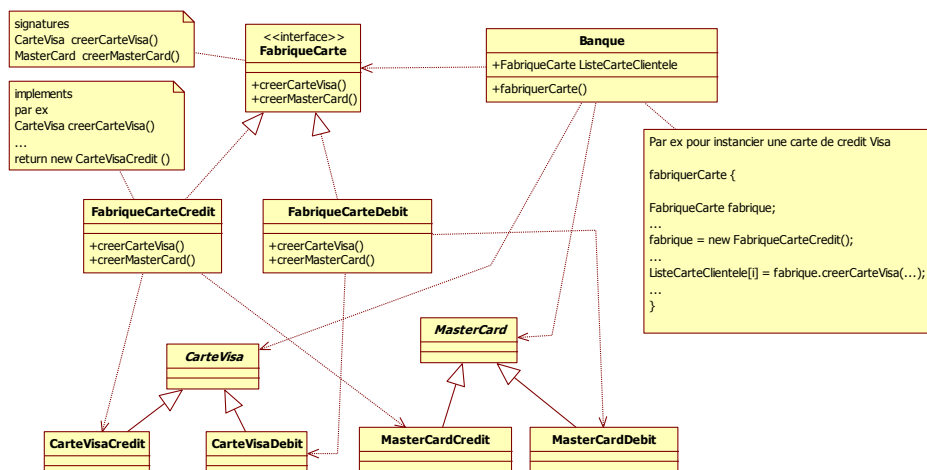 signatures
CarteVisa creerCarteVisa()
MasterCard creerMasterCard()
<<interface>>
FabriqueCarte
+creerCarteVisa()
+creerMasterCard()
Banque
+FabriqueCarte ListeCarteClientele
+fabriquerCarte()
implements
par ex
CarteVisa creerCarteVisa()
...
return new CarteVisaCredit ()
Par ex pour instancier une carte de credit Visa
fabriquerCarte {
FabriqueCarte fabrique;
...
fabrique = new FabriqueCarteCredit();
...
ListeCarteClientele[i] = fabrique.creerCarteVisa(...);
...
}
FabriqueCarteCredit
+creerCarteVisa()
+creerMasterCard()
FabriqueCarteDebit
+creerCarteVisa()
+creerMasterCard()
MasterCard
CarteVisa
CarteVisaCredit
CarteVisaDebit
MasterCardCredit
MasterCardDebit